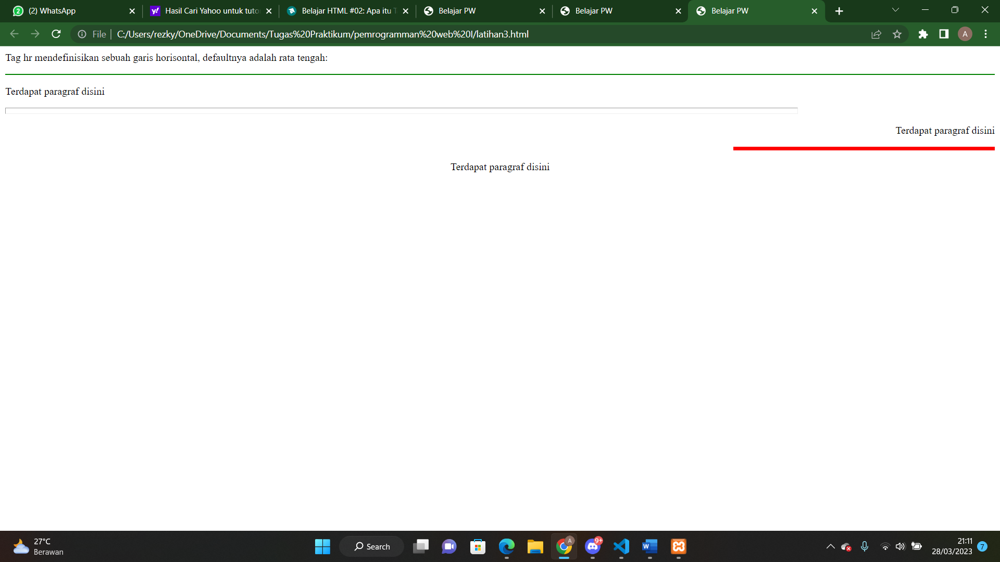 (2) WhatsApp
Hasil Cari Yahoo untuk tuto
Belajar HTML #02: Apa itu T
Belajar PW
Belajar PW
Belajar PW
File
C:/Users/rezky/OneDrive/Documents/Tugas%20Praktikum/pemrogramman%20web%20I/latihan3.html
A
Tag hr mendefinisikan sebuah garis horisontal, defaultnya adalah rata tengah:
Terdapat paragraf disini
Terdapat paragraf disini
Terdapat paragraf disini
27°C
Berawan
Search
A
9+
21:11
28/03/2023
7